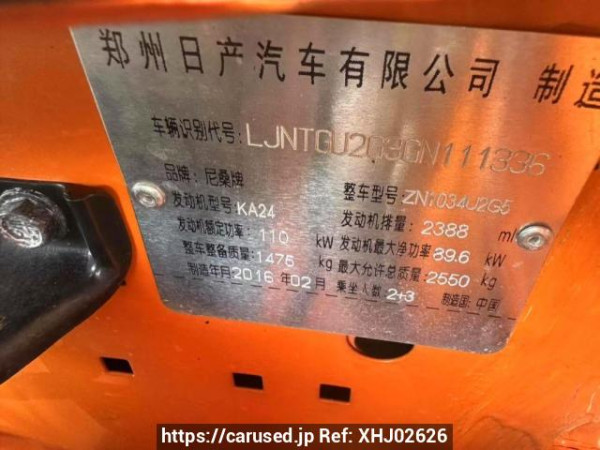 郑州日产汽车有限公司 制造
车辆识别代号: LJNTGU2Q3GN111336
品牌: 尼桑牌 整车型号: ZN1034U2G5
发动机型号: KA24 发动机排量: 2388 ml
发动机额定功率: 110 kW 发动机最大净功率: 89.6 kW
整车整备质量: 1475 kg 最大允许总质量: 2550 kg
制造年月 2016 年 02 月 乘坐人数 2+3 制造国 中国
https://carused.jp Ref: XHJ02626